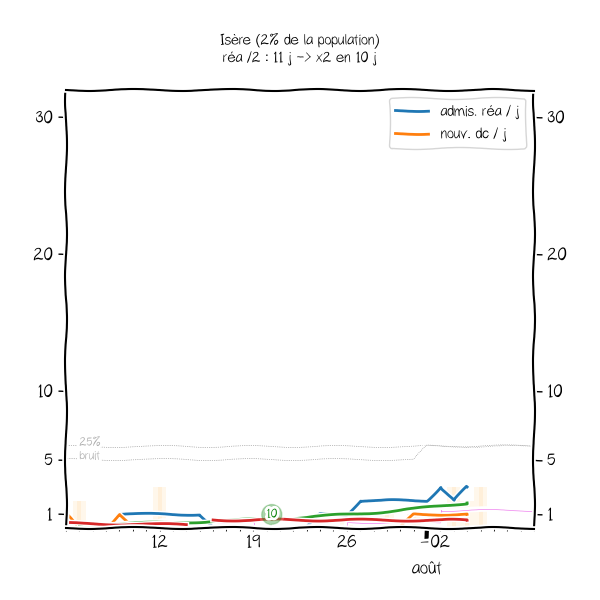 Isère (2% de la population)
réa /2 : 11 j -> x2 en 10 j
admis. réa / j
nouv. dc / j
30 30
20 20
10 10
25%
5 bruit 5
1 10 1
12 19 26 02
août